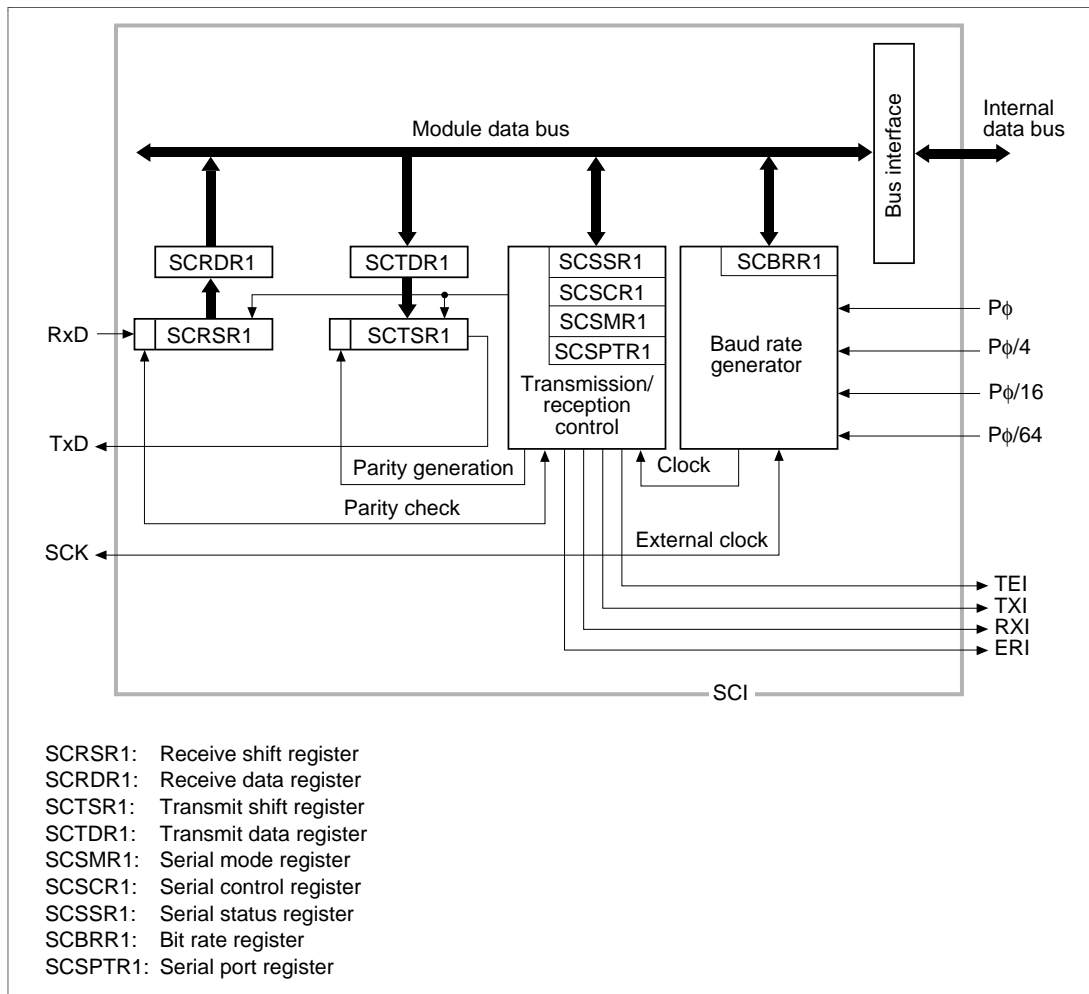 Module data bus
Bus interface
Internal
data bus
SCRDR1
SCTDR1
SCSSR1
SCSCR1
SCSMR1
SCSPTR1
Transmission/
reception
control
SCBRR1
Baud rate
generator
RxD
SCRSR1
SCTSR1
Pϕ
Pϕ/4
Pϕ/16
Pϕ/64
TxD
Parity generation
Clock
Parity check
SCK
External clock
TEI
TXI
RXI
ERI
SCI
SCRSR1: Receive shift register
SCRDR1: Receive data register
SCTSR1: Transmit shift register
SCTDR1: Transmit data register
SCSMR1: Serial mode register
SCSCR1: Serial control register
SCSSR1: Serial status register
SCBRR1: Bit rate register
SCSPTR1: Serial port register